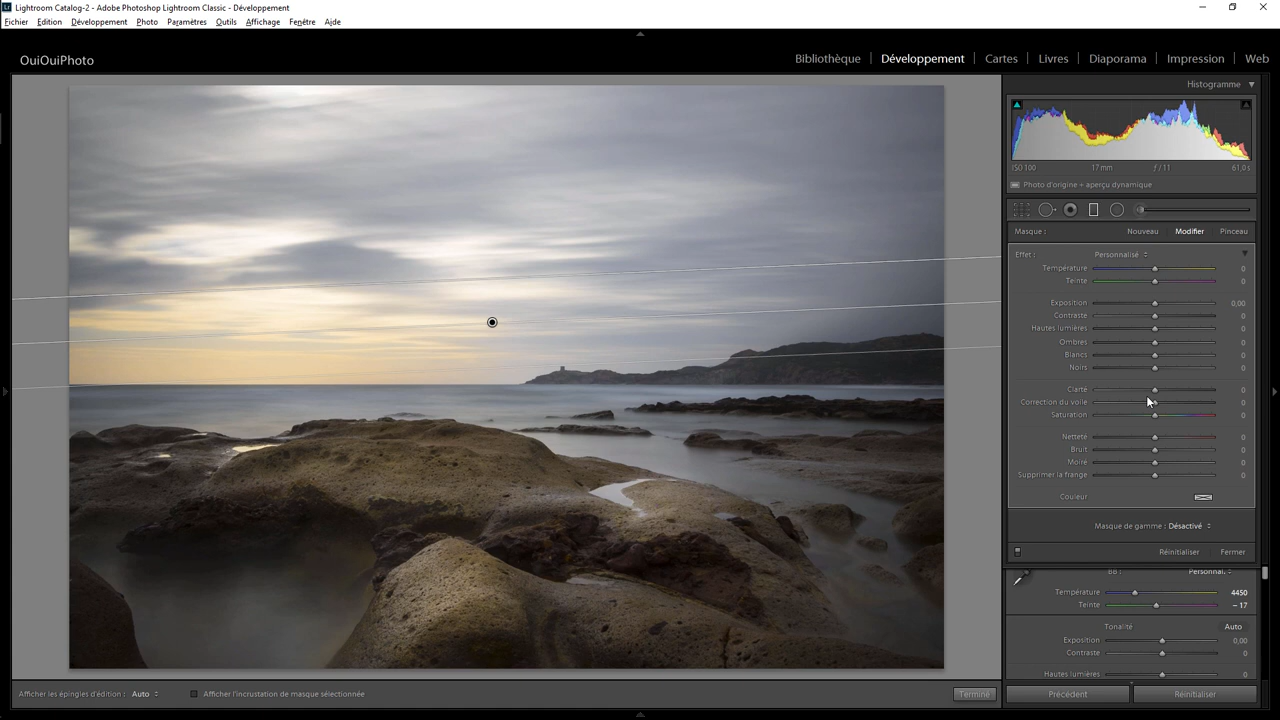 Lightroom Catalog-2 - Adobe Photoshop Lightroom Classic - Développement
Fichier Edition Développement Photo Paramètres Outils Affichage Fenêtre Aide
OuiOuiPhoto
Bibliothèque Développement Cartes Livres Diaporama Impression Web
Histogramme
ISO 100 17 mm ƒ / 11 61,0 s
Photo d'origine + aperçu dynamique
Masque : Nouveau Modifier Pinceau
Effet : Personnalisé
Température 0
Teinte 0
Exposition 0,00
Contraste 0
Hautes lumières 0
Ombres 0
Blancs 0
Noirs 0
Clarté 0
Correction du voile 0
Saturation 0
Netteté 0
Bruit 0
Moiré 0
Supprimer la frange 0
Couleur
Masque de gamme : Désactivé
Réinitialiser Fermer
BB : Personnal.
Température 4450
Teinte – 17
Tonalité Auto
Exposition 0,00
Contraste 0
Hautes lumières 0
Afficher les épingles d'édition : Auto Afficher l'incrustation de masque sélectionnée Terminé
Précédent Réinitialiser